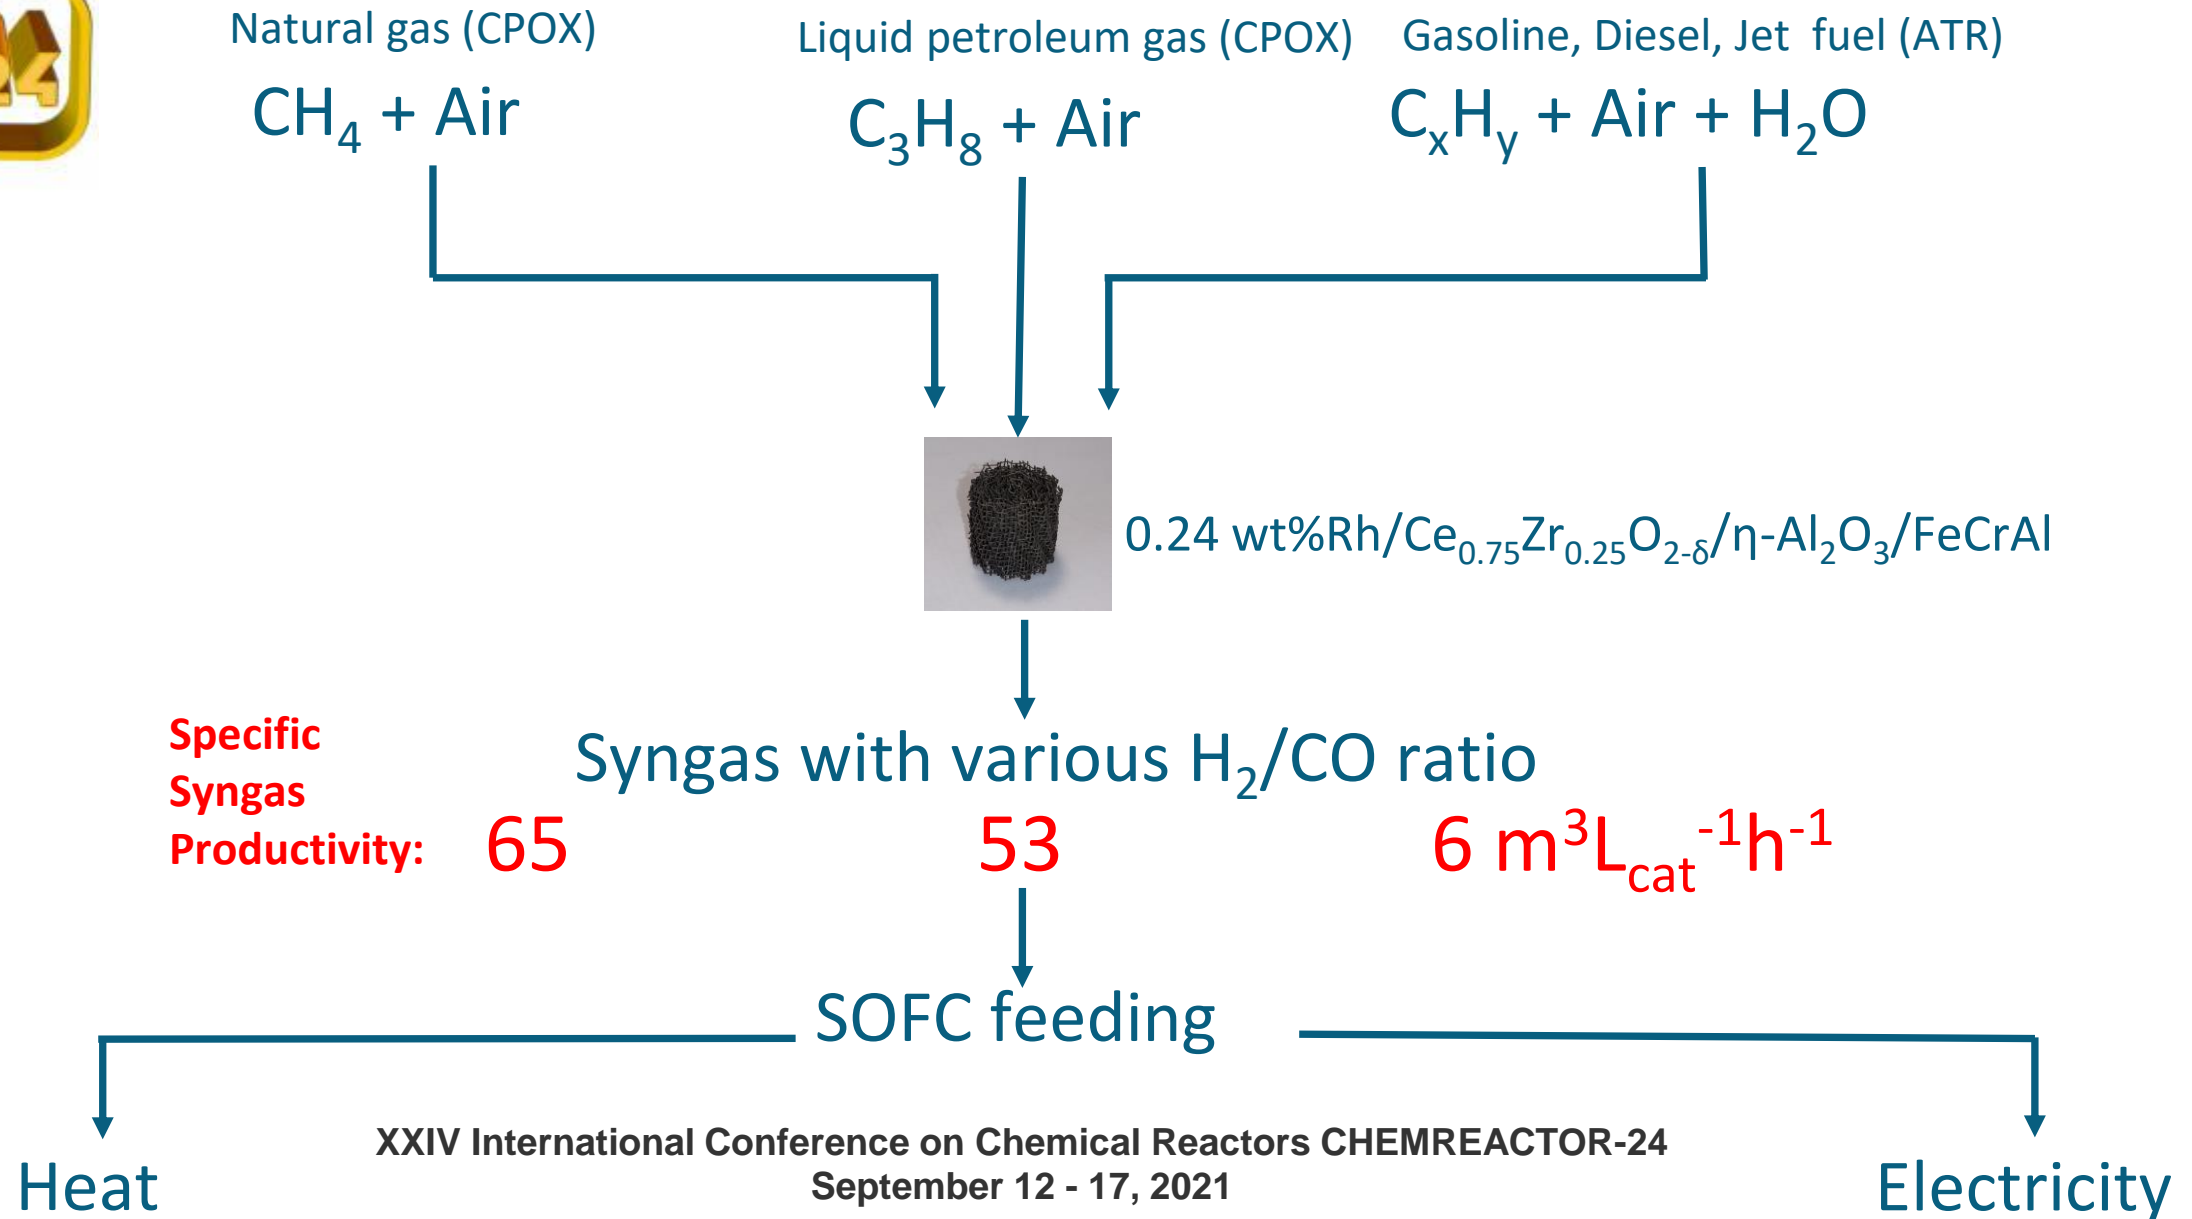 24
Natural gas (CPOX)
Liquid petroleum gas (CPOX)
Gasoline, Diesel, Jet fuel (ATR)
CH₄ + Air
C₃H₈ + Air
CₓHᵧ + Air + H₂O
0.24 wt%Rh/Ce₀.₇₅Zr₀.₂₅O₂₋δ/η-Al₂O₃/FeCrAl
Syngas with various H₂/CO ratio
Specific
Syngas
Productivity:
65
53
6 m³L_cat⁻¹h⁻¹
SOFC feeding
Heat
Electricity
XXIV International Conference on Chemical Reactors CHEMREACTOR-24
September 12 - 17, 2021